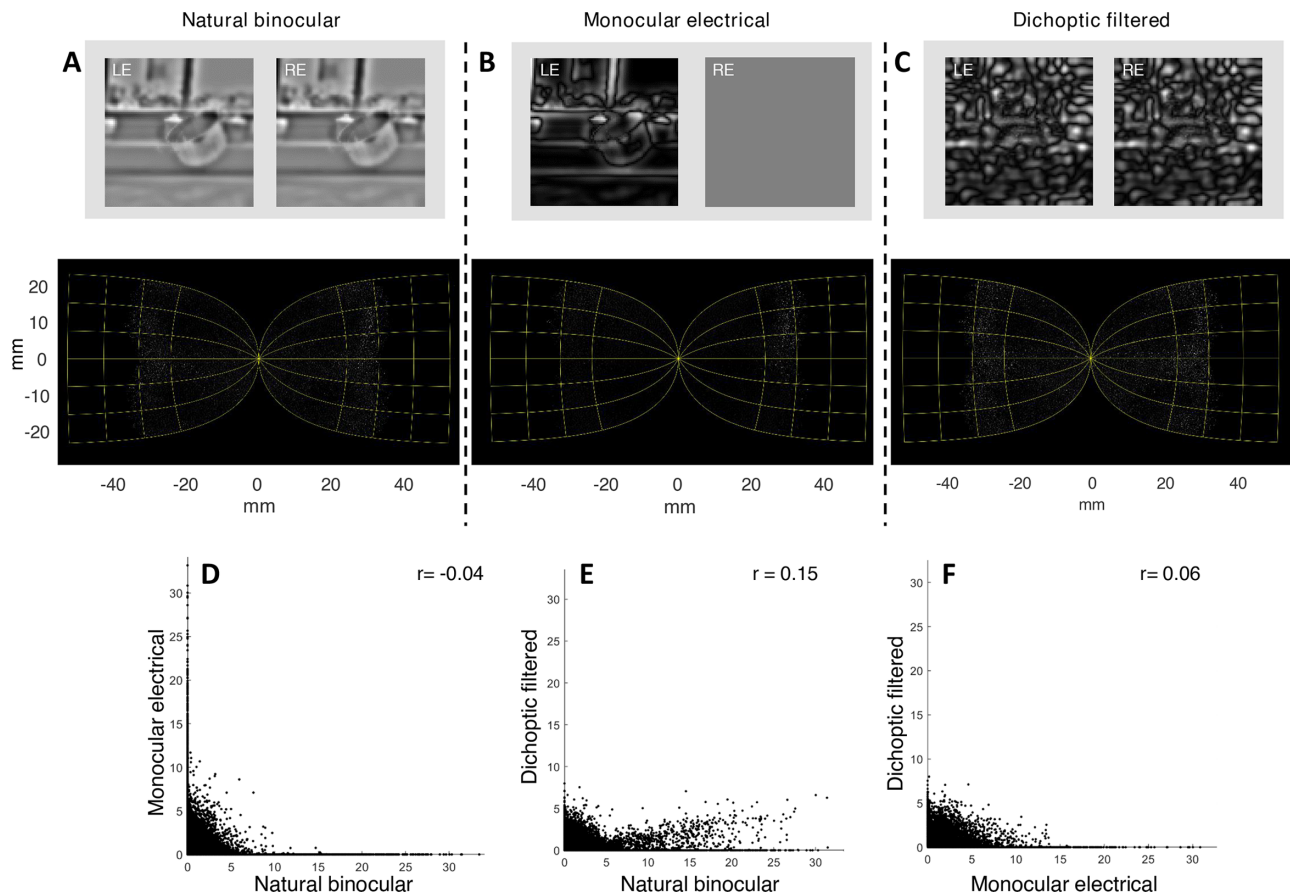 Natural binocular
Monocular electrical
Dichoptic filtered
A
LE
RE
B
LE
RE
C
LE
RE
20
10
0
-10
-20
mm
-40
-20
0
20
40
mm
-40
-20
0
20
40
mm
-40
-20
0
20
40
mm
D
r= -0.04
Monocular electrical
30
25
20
15
10
5
0
0
5
10
15
20
25
30
Natural binocular
E
r = 0.15
Dichoptic filtered
30
25
20
15
10
5
0
0
5
10
15
20
25
30
Natural binocular
F
r= 0.06
Dichoptic filtered
30
25
20
15
10
5
0
0
5
10
15
20
25
30
Monocular electrical